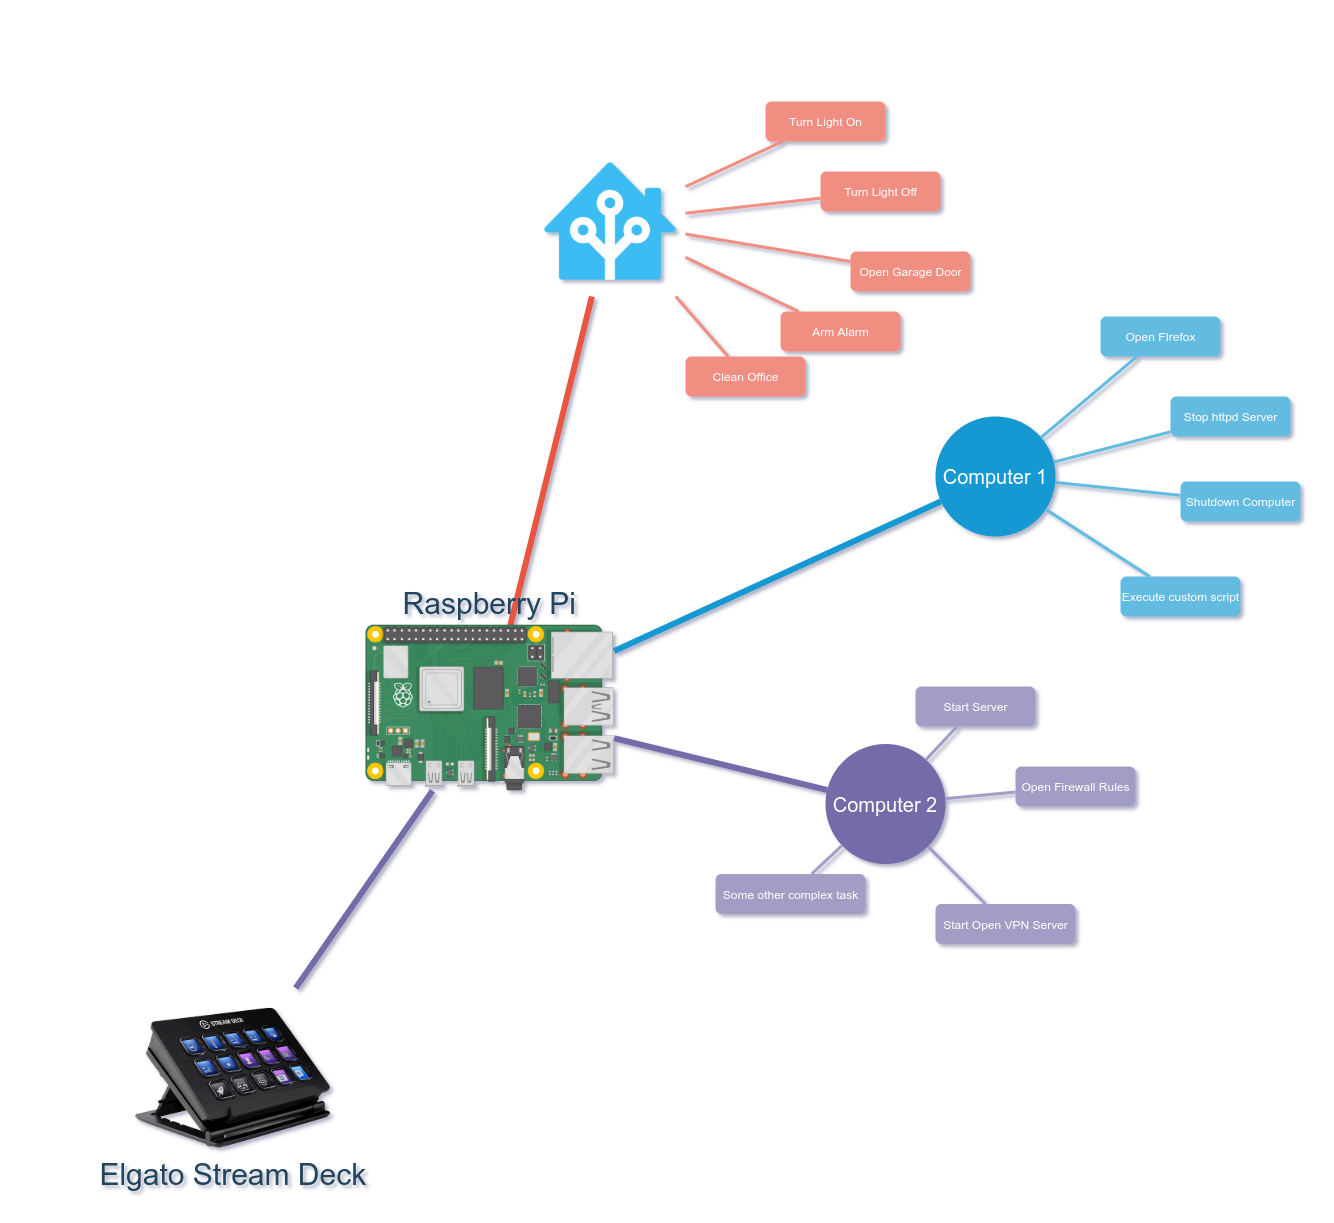 Turn Light On
Turn Light Off
Open Garage Door
Arm Alarm
Clean Office
Open FIrefox
Stop httpd Server
Computer 1
Shutdown Computer
Execute custom script
Raspberry Pi
Start Server
Open Firewall Rules
Computer 2
Some other complex task
Start Open VPN Server
STREAM DECK
Elgato Stream Deck